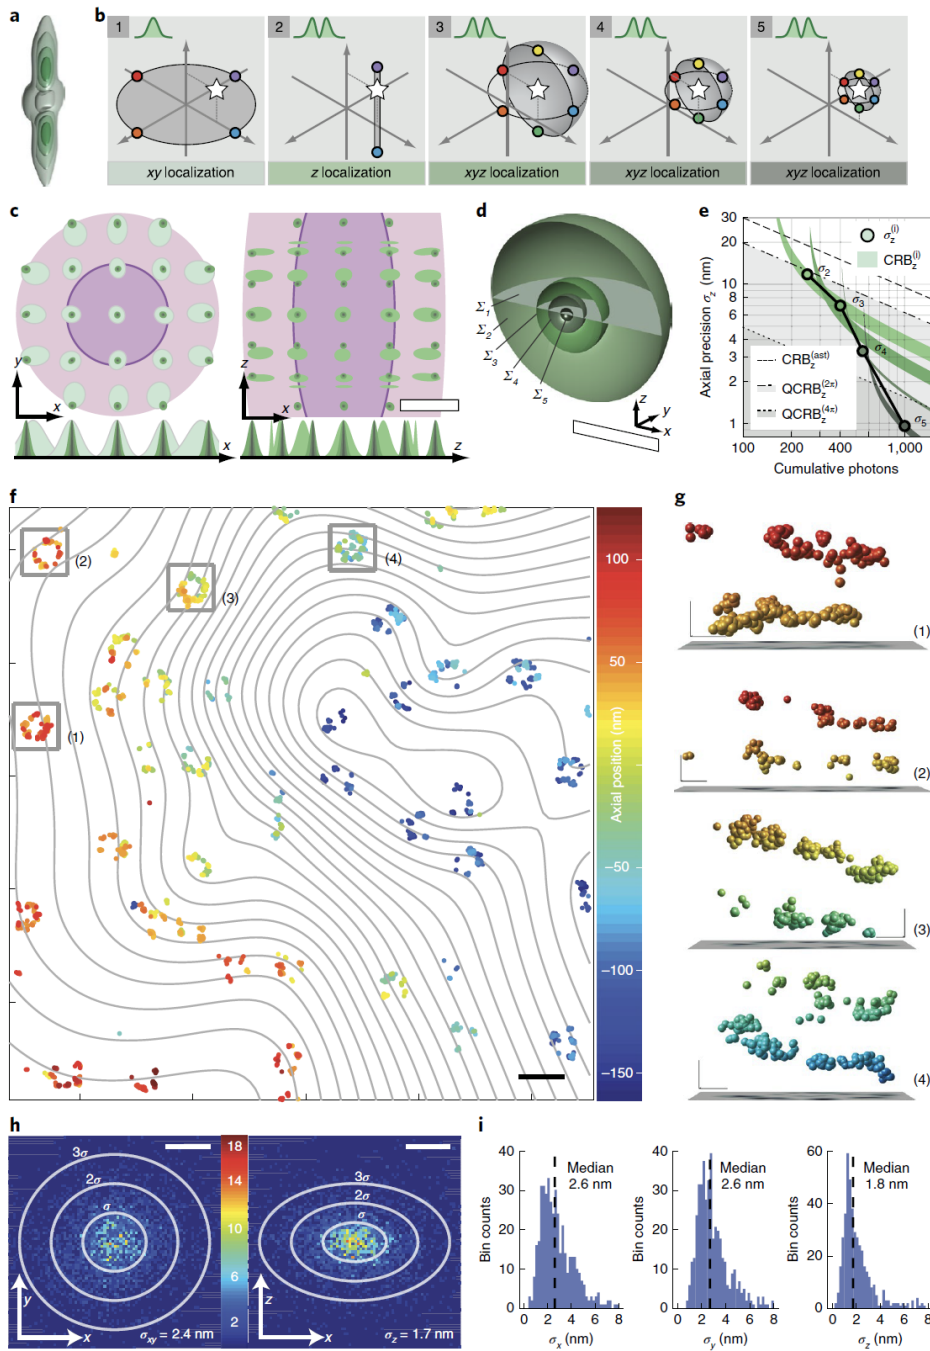 a
b
1
2
3
4
5
xy localization
z localization
xyz localization
xyz localization
xyz localization
c
y
x
x
z
x
z
d
Σ1
Σ2
Σ3
Σ4
Σ5
z
y
x
e
Axial precision σz (nm)
30
20
10
8
6
4
3
2
1
σz(i)
CRBz(i)
σ2
σ3
σ4
σ5
CRBz(ast)
QCRBz(2π)
QCRBz(4π)
100
200
400
1,000
Cumulative photons
f
(2)
(3)
(4)
(1)
100
50
0
−50
−100
−150
Axial position (nm)
g
(1)
(2)
(3)
(4)
h
3σ
2σ
σ
y
x
σxy = 2.4 nm
18
14
10
6
2
3σ
2σ
σ
z
x
σz = 1.7 nm
i
Bin counts
40
30
20
10
0
Median
2.6 nm
0 2 4 6 8
σx (nm)
Bin counts
40
30
20
10
0
Median
2.6 nm
0 2 4 6 8
σy (nm)
Bin counts
60
40
20
0
Median
1.8 nm
0 2 4 6 8
σz (nm)